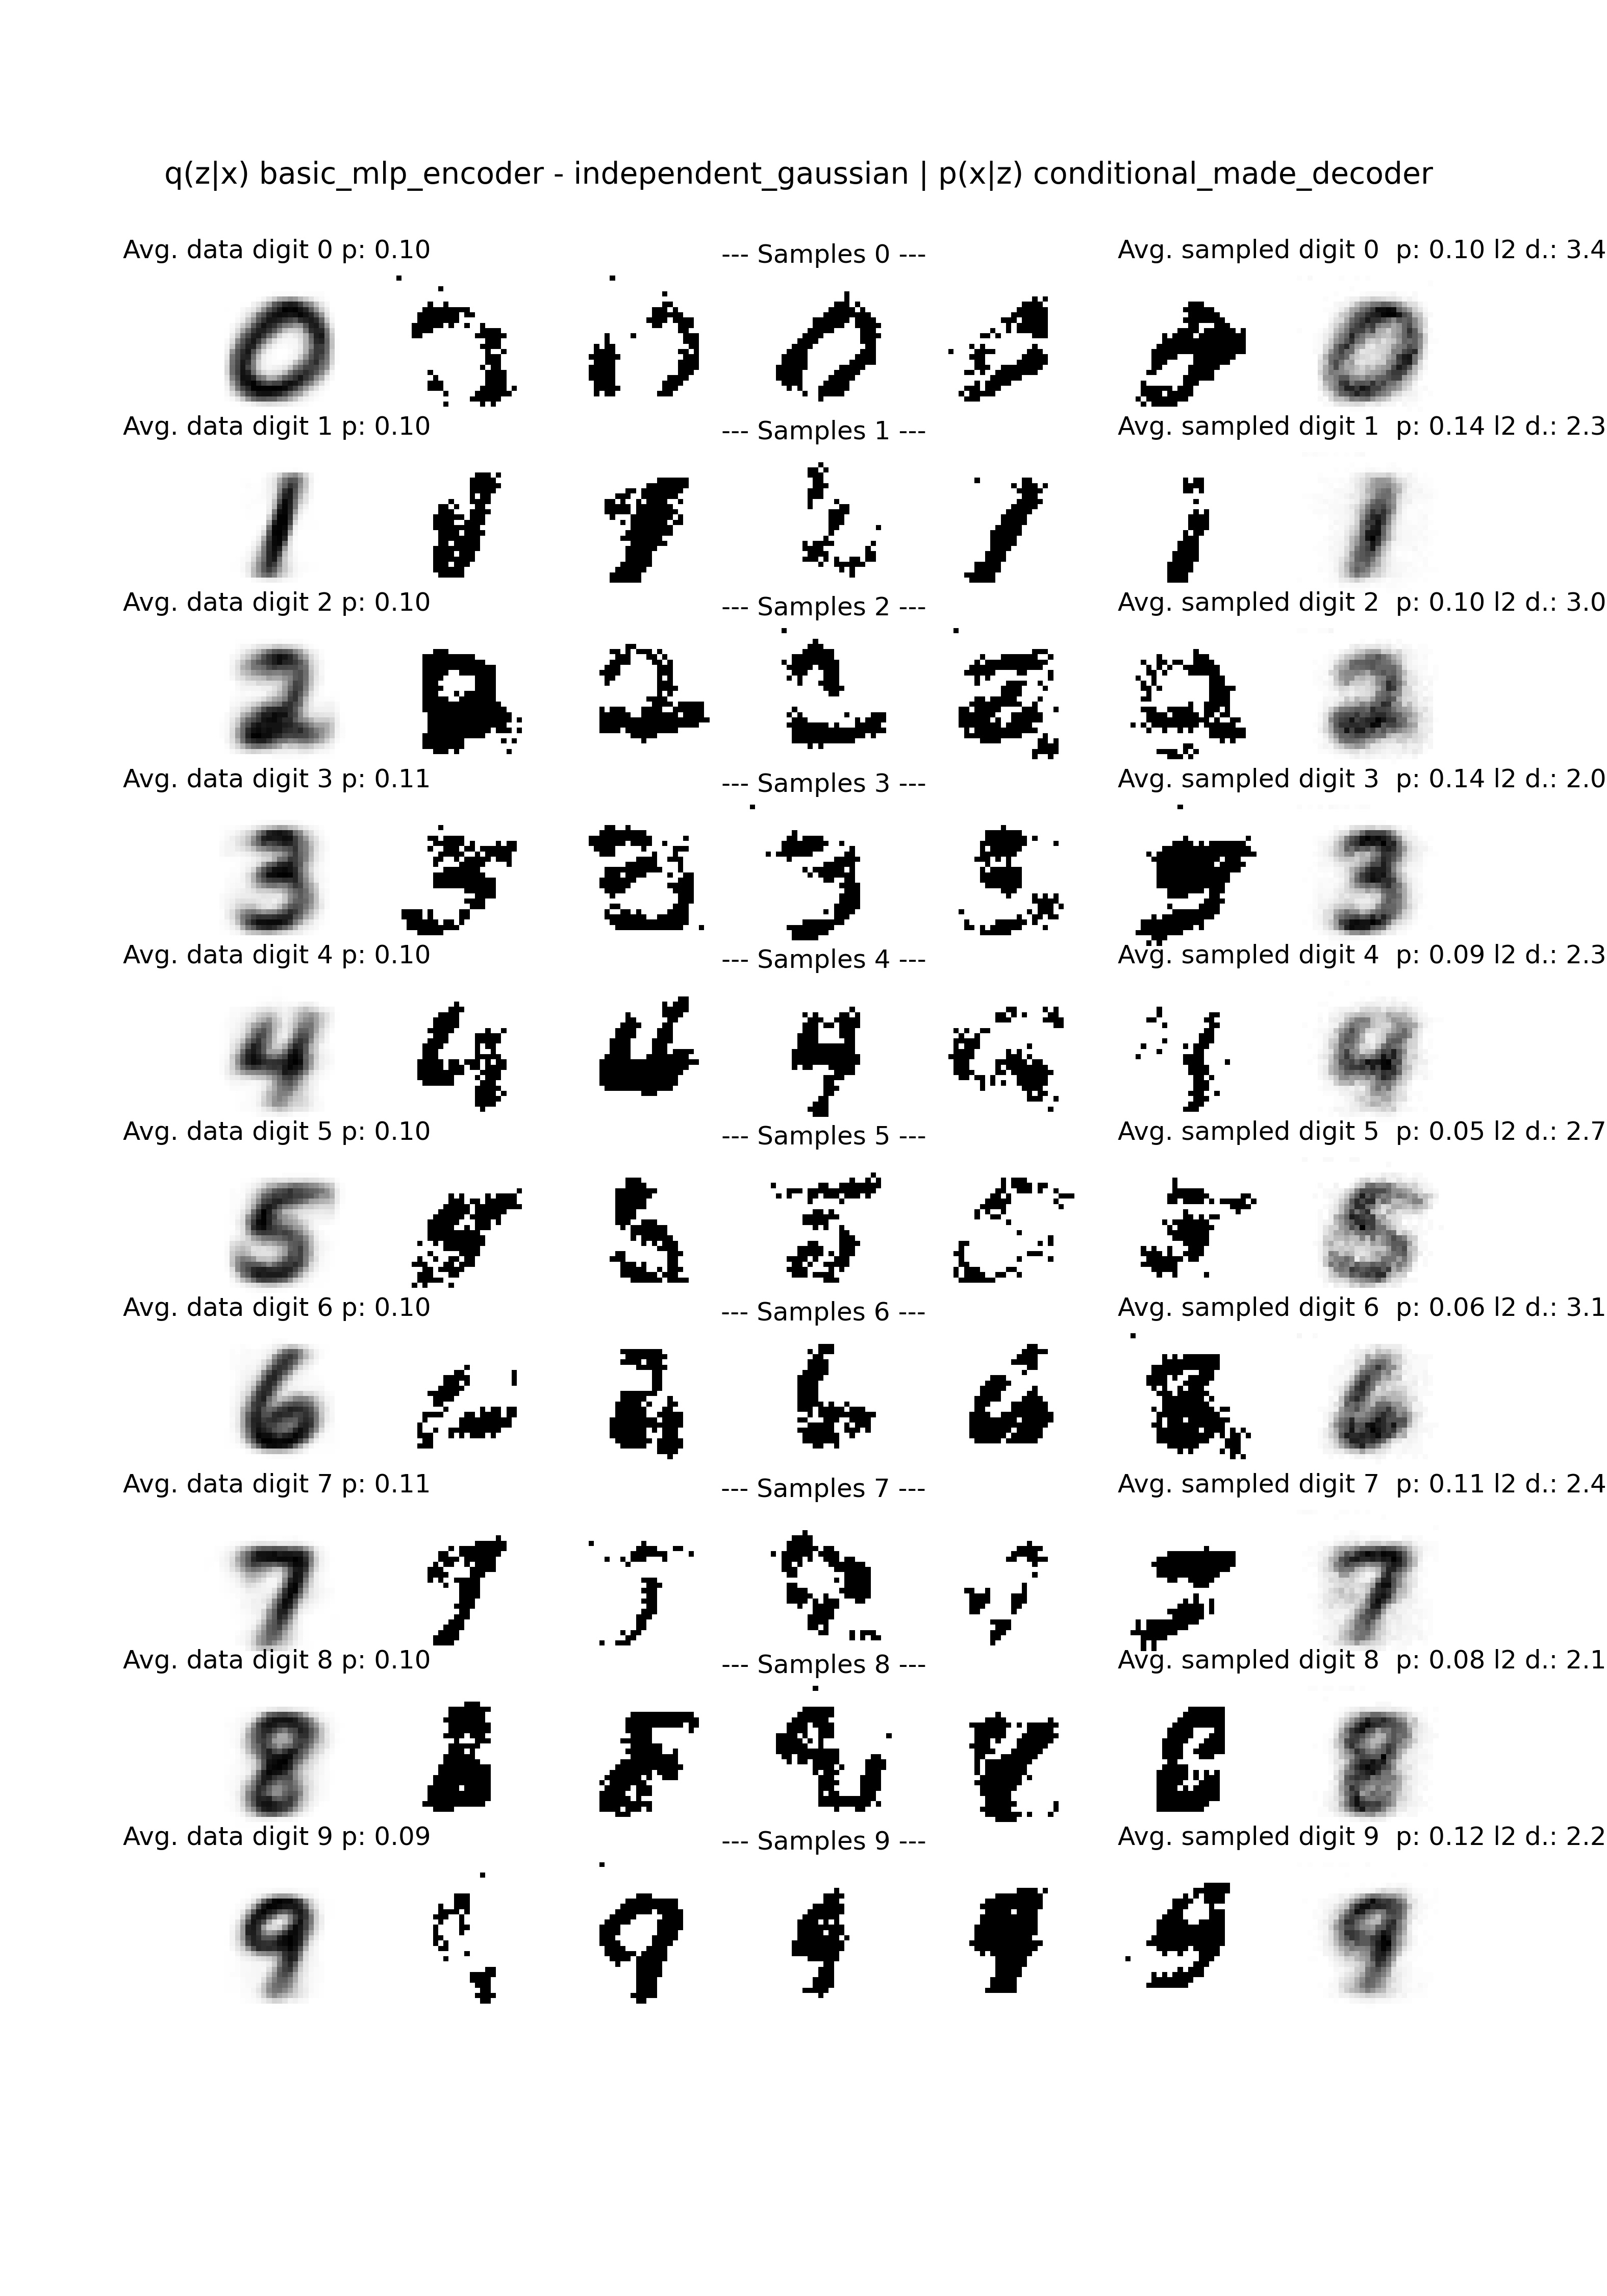 q(z|x) basic_mlp_encoder - independent_gaussian | p(x|z) conditional_made_decoder
Avg. data digit 0 p: 0.10 --- Samples 0 --- Avg. sampled digit 0  p: 0.10 l2 d.: 3.4
Avg. data digit 1 p: 0.10 --- Samples 1 --- Avg. sampled digit 1  p: 0.14 l2 d.: 2.3
Avg. data digit 2 p: 0.10 --- Samples 2 --- Avg. sampled digit 2  p: 0.10 l2 d.: 3.0
Avg. data digit 3 p: 0.11 --- Samples 3 --- Avg. sampled digit 3  p: 0.14 l2 d.: 2.0
Avg. data digit 4 p: 0.10 --- Samples 4 --- Avg. sampled digit 4  p: 0.09 l2 d.: 2.3
Avg. data digit 5 p: 0.10 --- Samples 5 --- Avg. sampled digit 5  p: 0.05 l2 d.: 2.7
Avg. data digit 6 p: 0.10 --- Samples 6 --- Avg. sampled digit 6  p: 0.06 l2 d.: 3.1
Avg. data digit 7 p: 0.11 --- Samples 7 --- Avg. sampled digit 7  p: 0.11 l2 d.: 2.4
Avg. data digit 8 p: 0.10 --- Samples 8 --- Avg. sampled digit 8  p: 0.08 l2 d.: 2.1
Avg. data digit 9 p: 0.09 --- Samples 9 --- Avg. sampled digit 9  p: 0.12 l2 d.: 2.2